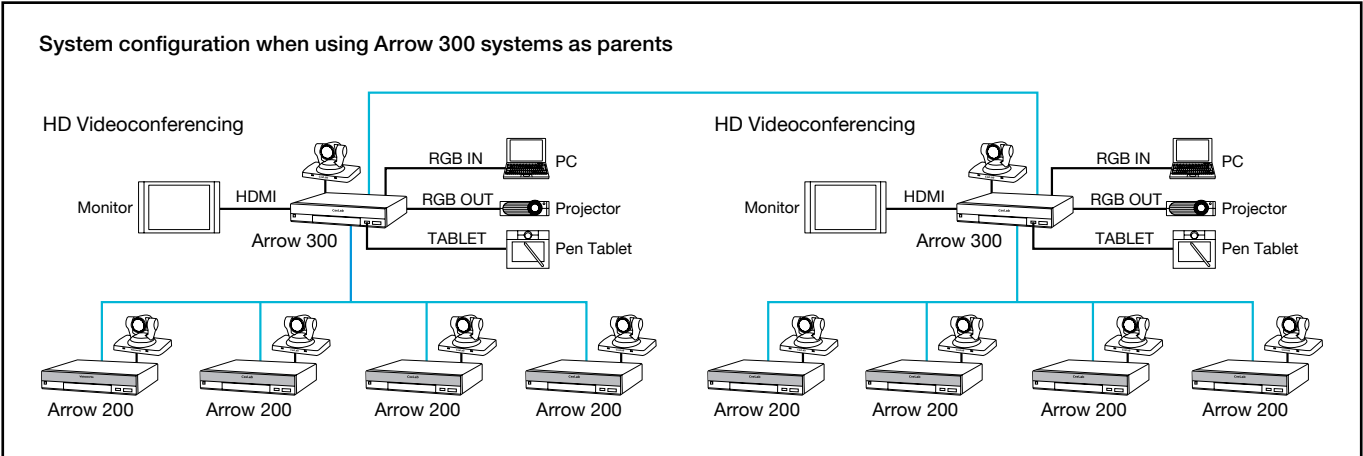 System configuration when using Arrow 300 systems as parents
HD Videoconferencing
RGB IN
PC
HDMI
RGB OUT
Monitor
Projector
Arrow 300
TABLET
Pen Tablet
Arrow 200
Arrow 200
Arrow 200
Arrow 200
HD Videoconferencing
RGB IN
PC
HDMI
RGB OUT
Monitor
Projector
Arrow 300
TABLET
Pen Tablet
Arrow 200
Arrow 200
Arrow 200
Arrow 200